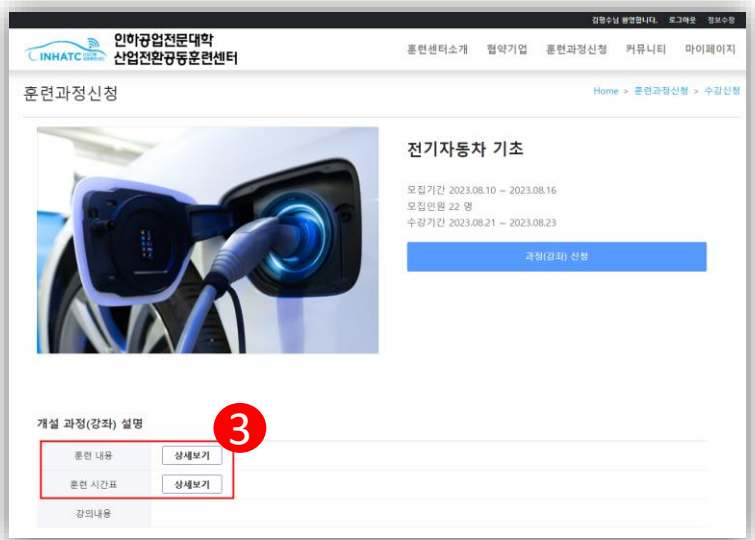 김형수님 환영합니다. 로그아웃 정보수정
INHATC
인하공업전문대학
산업전환공동훈련센터
훈련센터소개 협약기업 훈련과정신청 커뮤니티 마이페이지
훈련과정신청
Home > 훈련과정신청 > 수강신청
전기자동차 기초
모집기간 2023.08.10 ~ 2023.08.16
모집인원 22 명
수강기간 2023.08.21 ~ 2023.08.23
과정(강좌) 신청
개설 과정(강좌) 설명
3
훈련 내용 상세보기
훈련 시간표 상세보기
강의내용